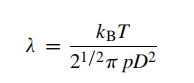 λ = k_B T / 2^{1/2} π p D^2